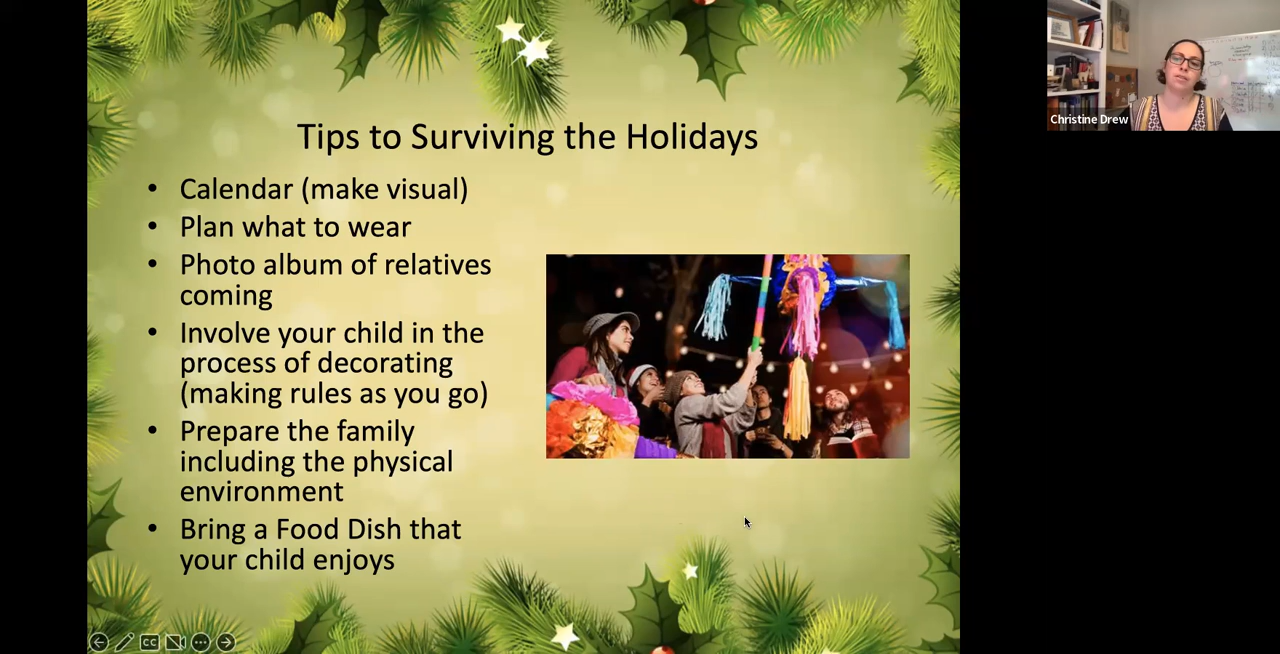 Tips to Surviving the Holidays
• Calendar (make visual)
• Plan what to wear
• Photo album of relatives
coming
• Involve your child in the
process of decorating
(making rules as you go)
• Prepare the family
including the physical
environment
• Bring a Food Dish that
your child enjoys
Christine Drew
CC